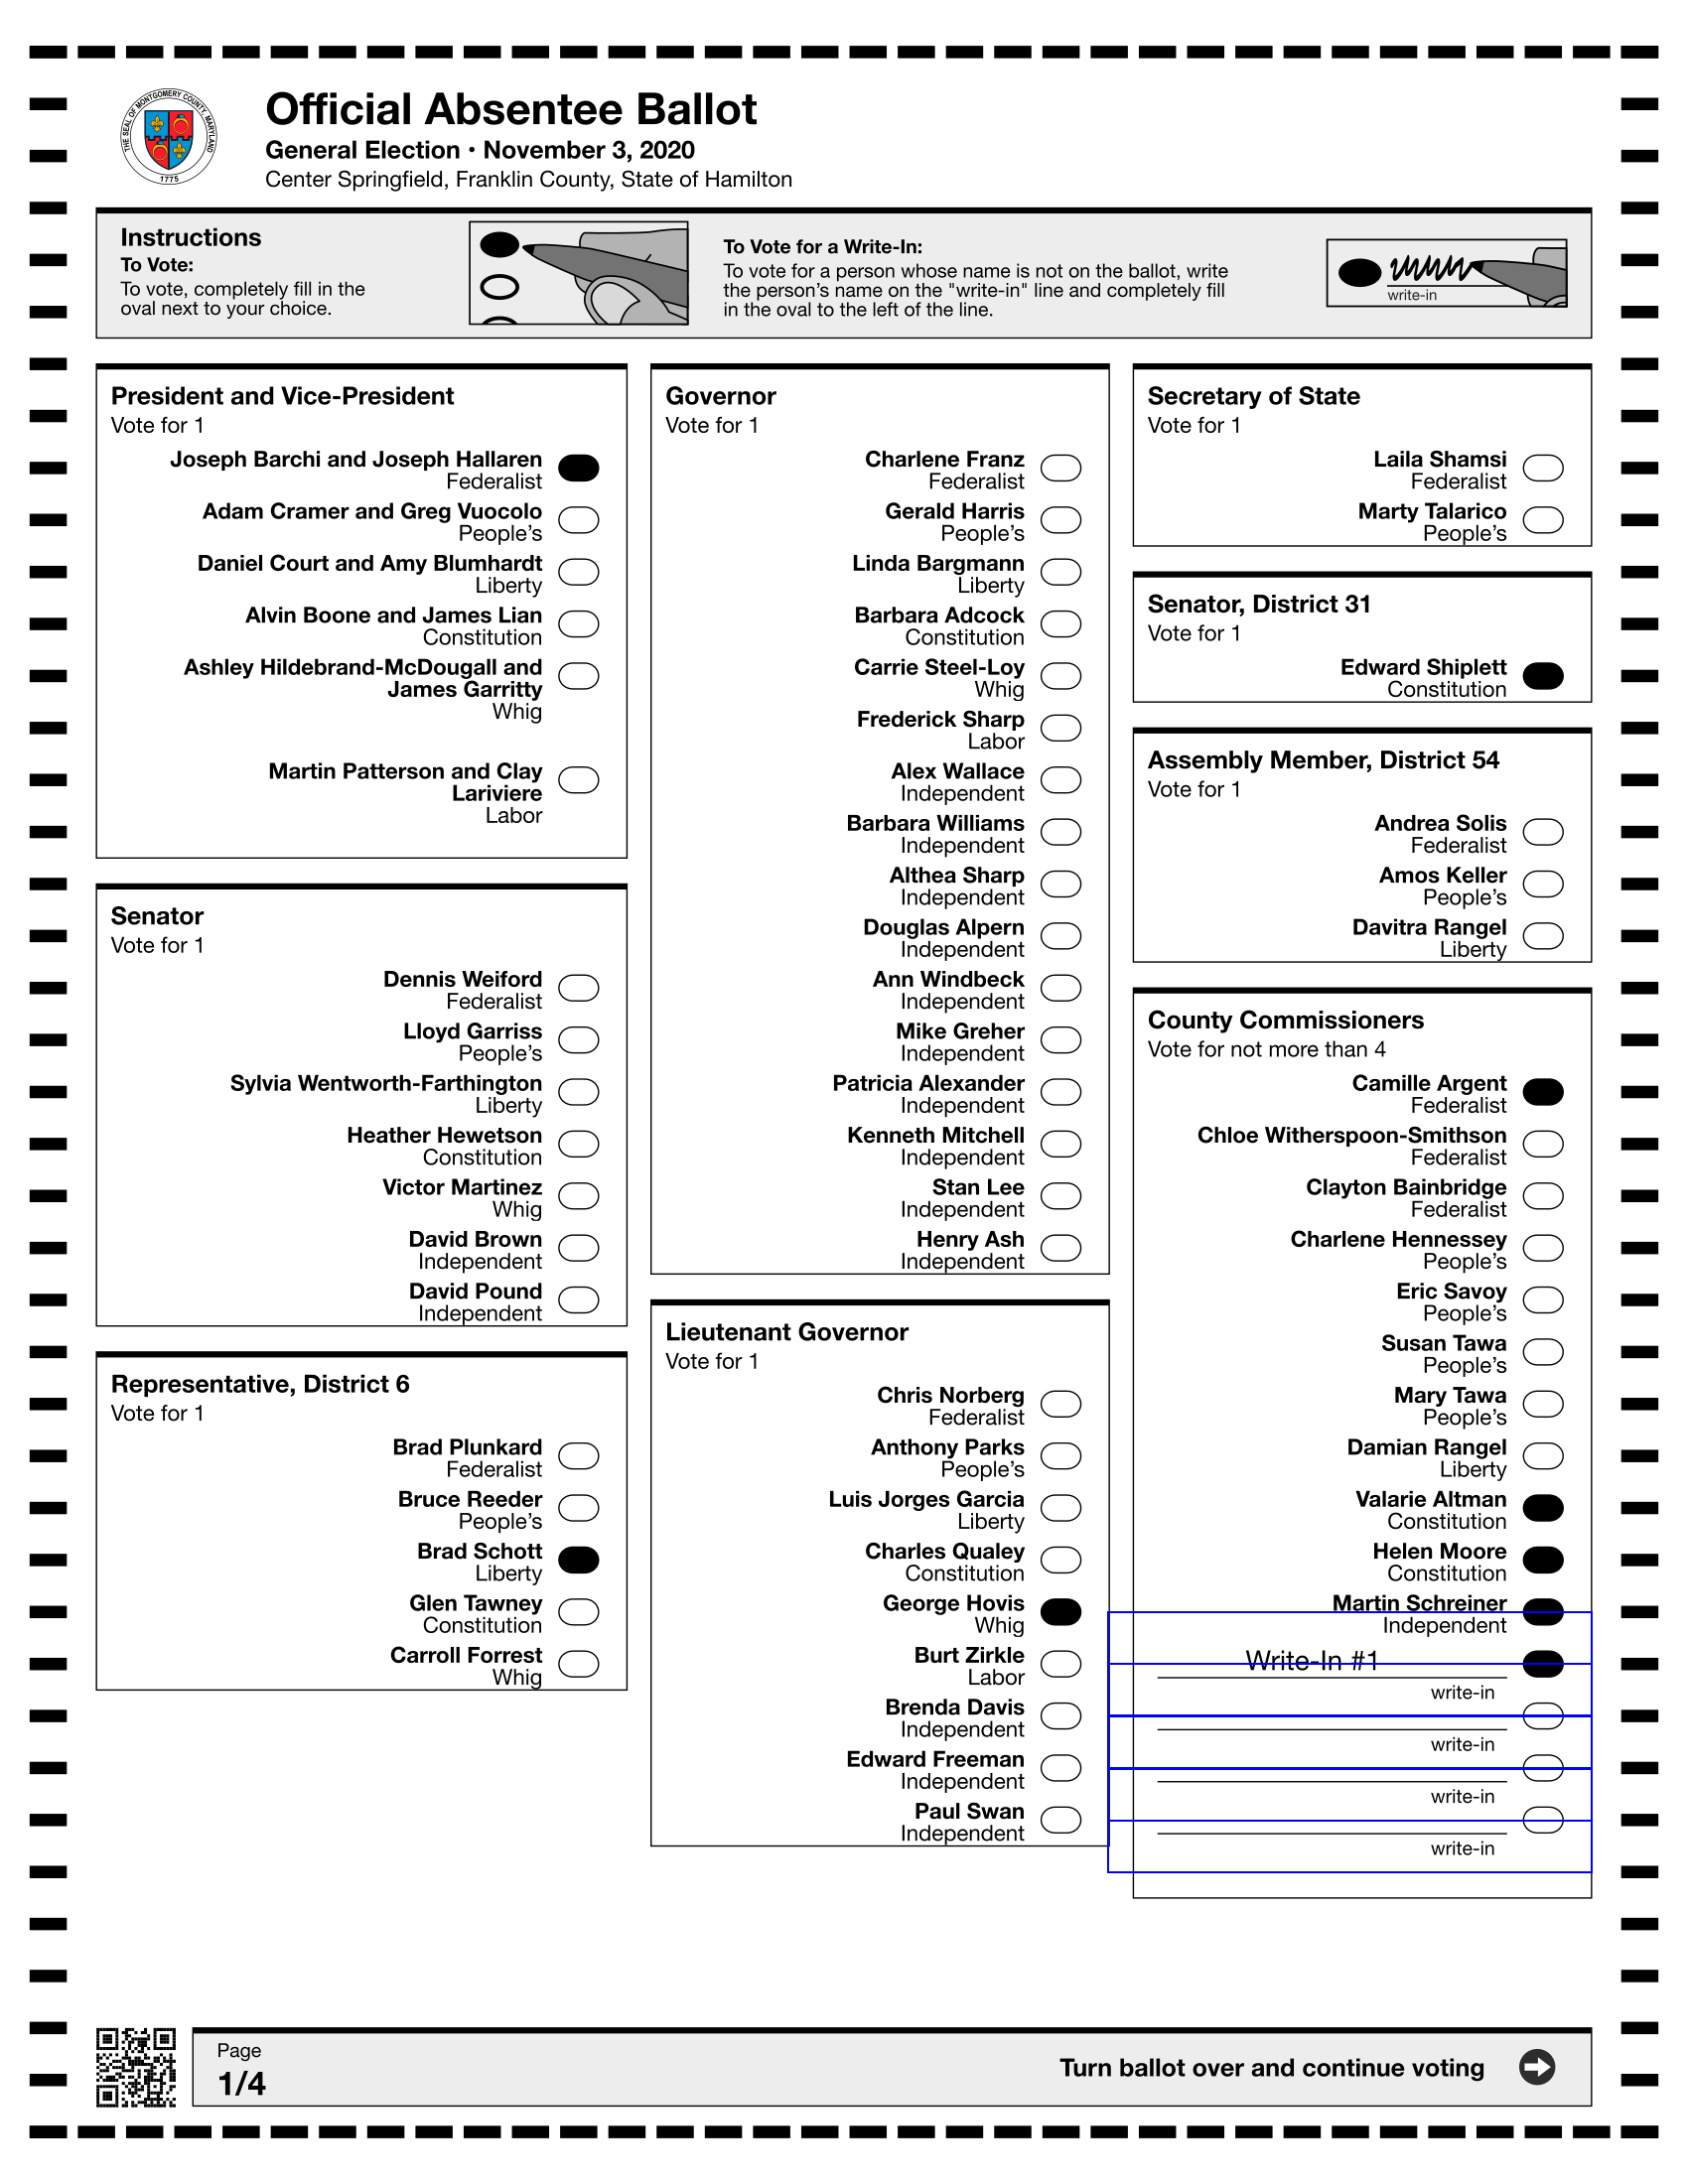 THE SEAL OF MONTGOMERY COUNTY, MARYLAND
1775
Official Absentee Ballot
General Election • November 3, 2020
Center Springfield, Franklin County, State of Hamilton
Instructions
To Vote:
To vote, completely fill in the
oval next to your choice.
To Vote for a Write-In:
To vote for a person whose name is not on the ballot, write
the person’s name on the "write-in" line and completely fill
in the oval to the left of the line.
write-in
President and Vice-President
Vote for 1
Joseph Barchi and Joseph Hallaren
Federalist
Adam Cramer and Greg Vuocolo
People’s
Daniel Court and Amy Blumhardt
Liberty
Alvin Boone and James Lian
Constitution
Ashley Hildebrand-McDougall and
James Garritty
Whig
Martin Patterson and Clay
Lariviere
Labor
Senator
Vote for 1
Dennis Weiford
Federalist
Lloyd Garriss
People’s
Sylvia Wentworth-Farthington
Liberty
Heather Hewetson
Constitution
Victor Martinez
Whig
David Brown
Independent
David Pound
Independent
Representative, District 6
Vote for 1
Brad Plunkard
Federalist
Bruce Reeder
People’s
Brad Schott
Liberty
Glen Tawney
Constitution
Carroll Forrest
Whig
Governor
Vote for 1
Charlene Franz
Federalist
Gerald Harris
People’s
Linda Bargmann
Liberty
Barbara Adcock
Constitution
Carrie Steel-Loy
Whig
Frederick Sharp
Labor
Alex Wallace
Independent
Barbara Williams
Independent
Althea Sharp
Independent
Douglas Alpern
Independent
Ann Windbeck
Independent
Mike Greher
Independent
Patricia Alexander
Independent
Kenneth Mitchell
Independent
Stan Lee
Independent
Henry Ash
Independent
Lieutenant Governor
Vote for 1
Chris Norberg
Federalist
Anthony Parks
People’s
Luis Jorges Garcia
Liberty
Charles Qualey
Constitution
George Hovis
Whig
Burt Zirkle
Labor
Brenda Davis
Independent
Edward Freeman
Independent
Paul Swan
Independent
Secretary of State
Vote for 1
Laila Shamsi
Federalist
Marty Talarico
People’s
Senator, District 31
Vote for 1
Edward Shiplett
Constitution
Assembly Member, District 54
Vote for 1
Andrea Solis
Federalist
Amos Keller
People’s
Davitra Rangel
Liberty
County Commissioners
Vote for not more than 4
Camille Argent
Federalist
Chloe Witherspoon-Smithson
Federalist
Clayton Bainbridge
Federalist
Charlene Hennessey
People’s
Eric Savoy
People’s
Susan Tawa
People’s
Mary Tawa
People’s
Damian Rangel
Liberty
Valarie Altman
Constitution
Helen Moore
Constitution
Martin Schreiner
Independent
Write-In #1
write-in
write-in
write-in
write-in
Page
1/4
Turn ballot over and continue voting